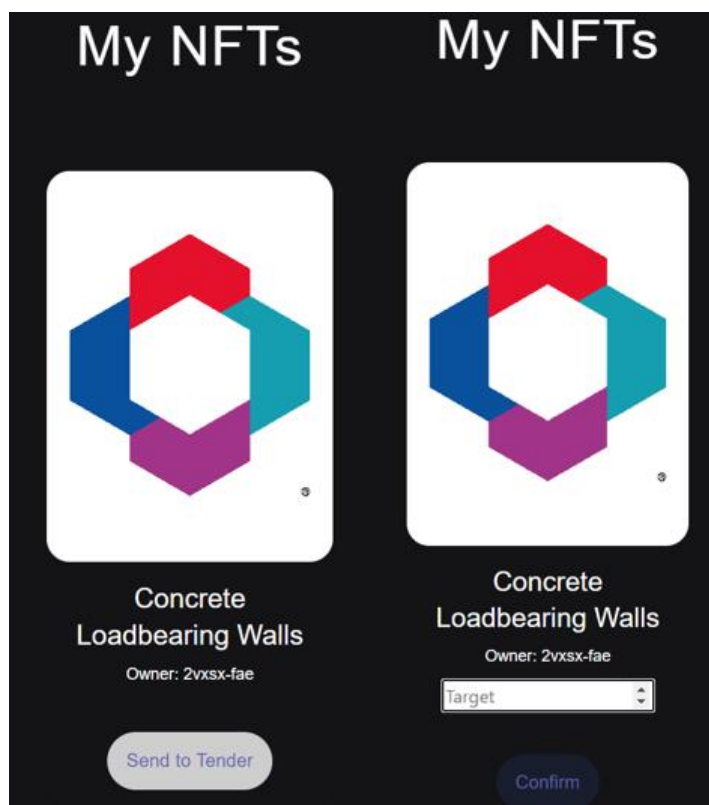 My NFTs
®
Concrete
Loadbearing Walls
Owner: 2vxsx-fae
Send to Tender
My NFTs
®
Concrete
Loadbearing Walls
Owner: 2vxsx-fae
Target
Confirm